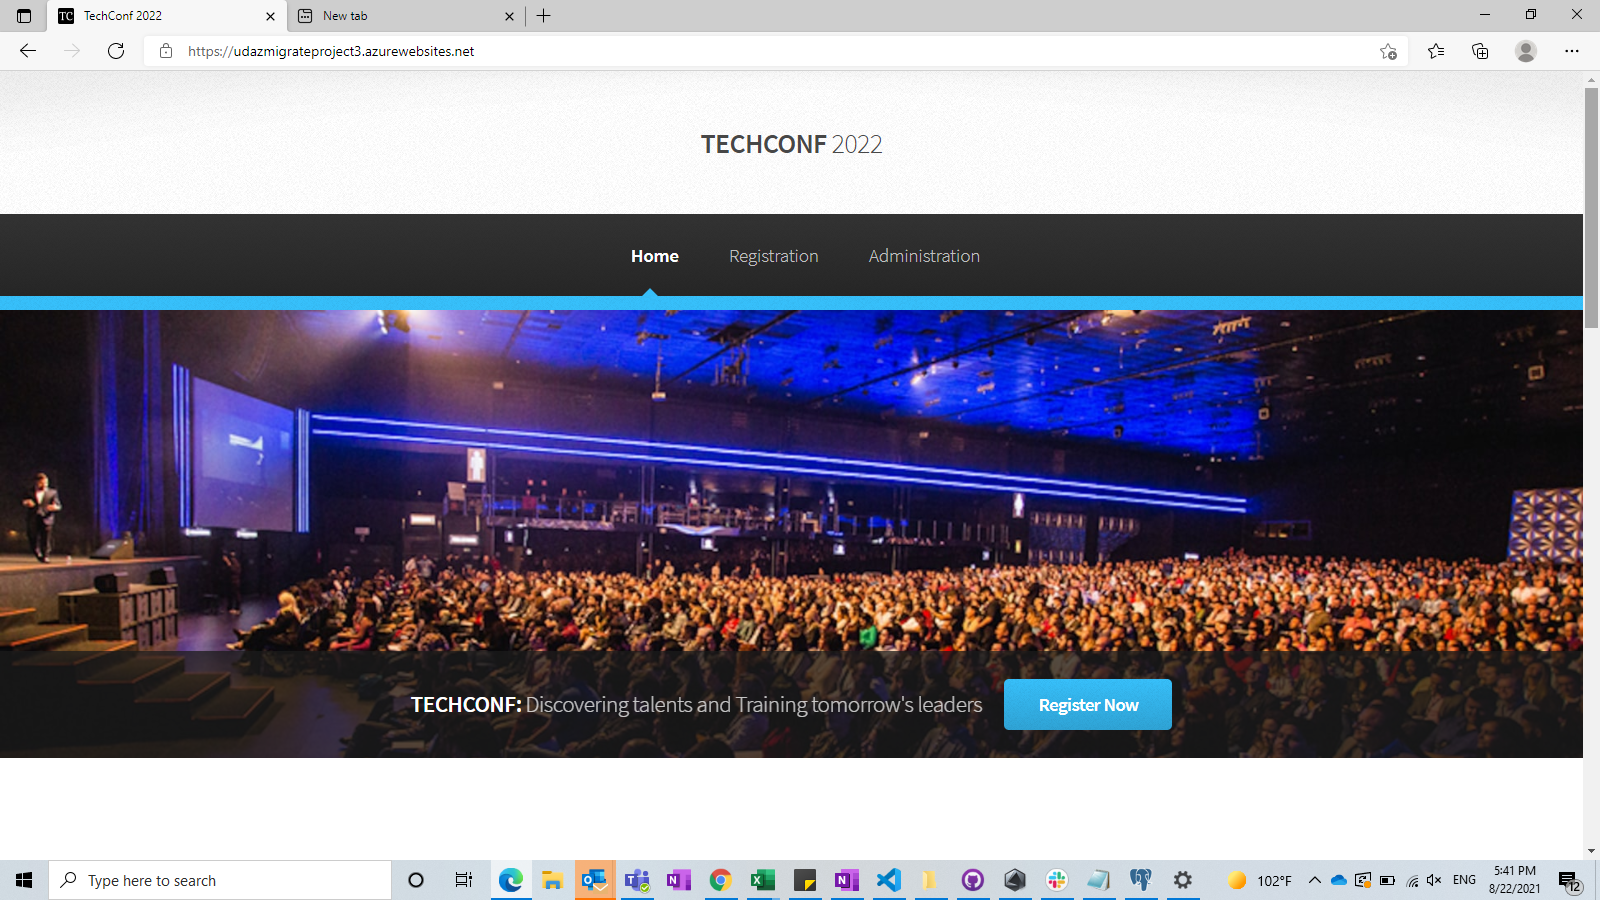 TechConf 2022
New tab
https://udazmigrateproject3.azurewebsites.net
TECHCONF 2022
Home
Registration
Administration
TECHCONF: Discovering talents and Training tomorrow's leaders
Register Now
Type here to search
102°F
ENG
5:41 PM
8/22/2021
12